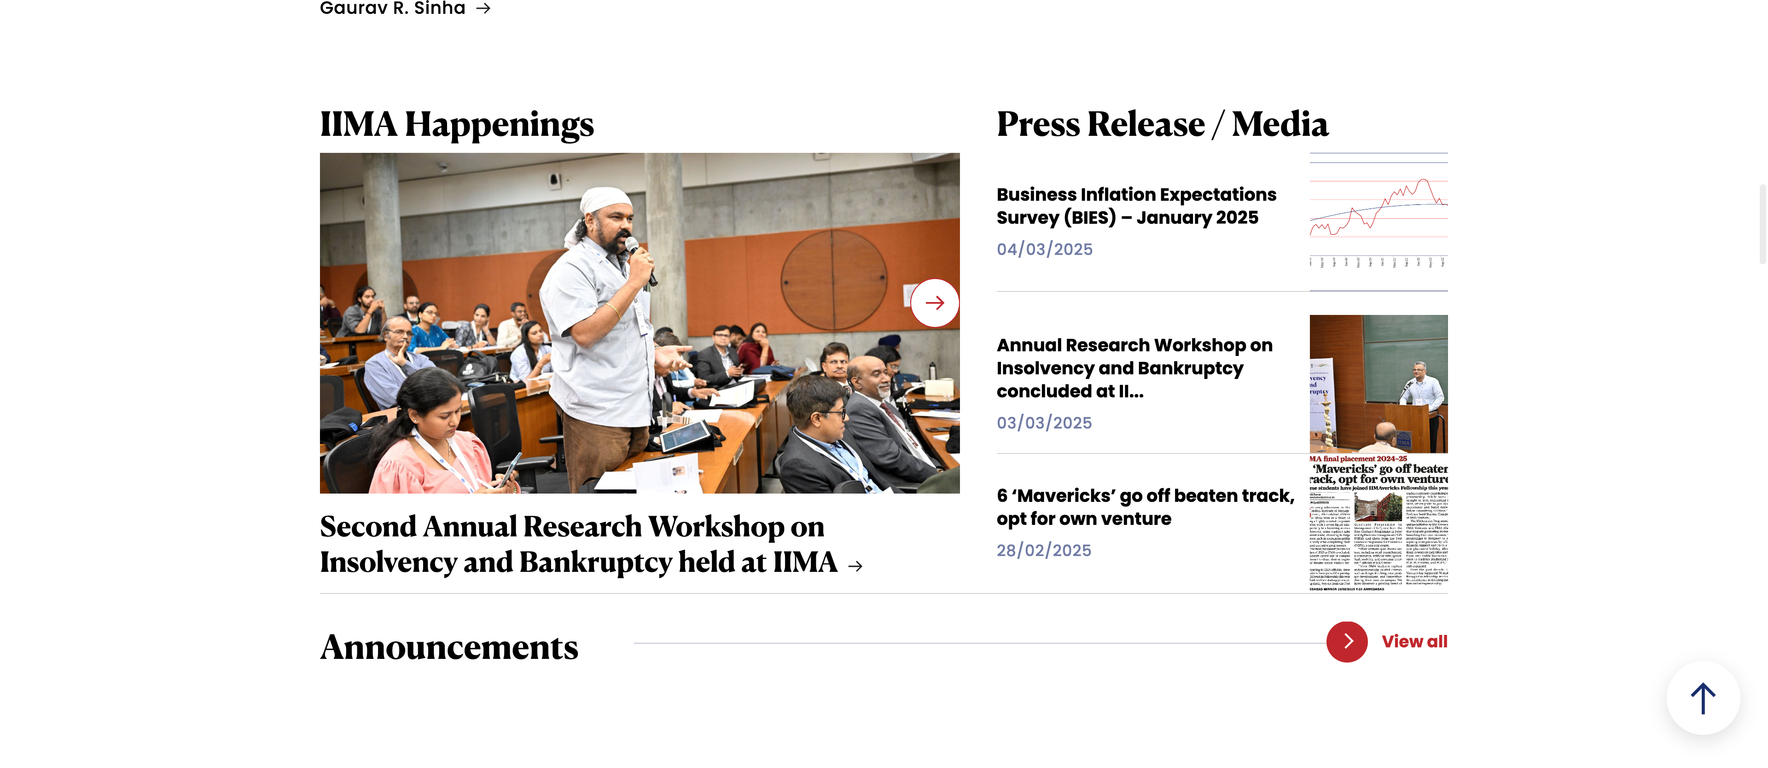 Gaurav R. Sinha →
IIMA Happenings
Second Annual Research Workshop on
Insolvency and Bankruptcy held at IIMA →
Press Release / Media
Business Inflation Expectations
Survey (BIES) – January 2025
04/03/2025
Annual Research Workshop on
Insolvency and Bankruptcy
concluded at II...
03/03/2025
6 ‘Mavericks’ go off beaten track,
opt for own venture
28/02/2025
MA final placement 2024-25
‘Mavericks’ go off beaten
rack, opt for own venture
Announcements
View all